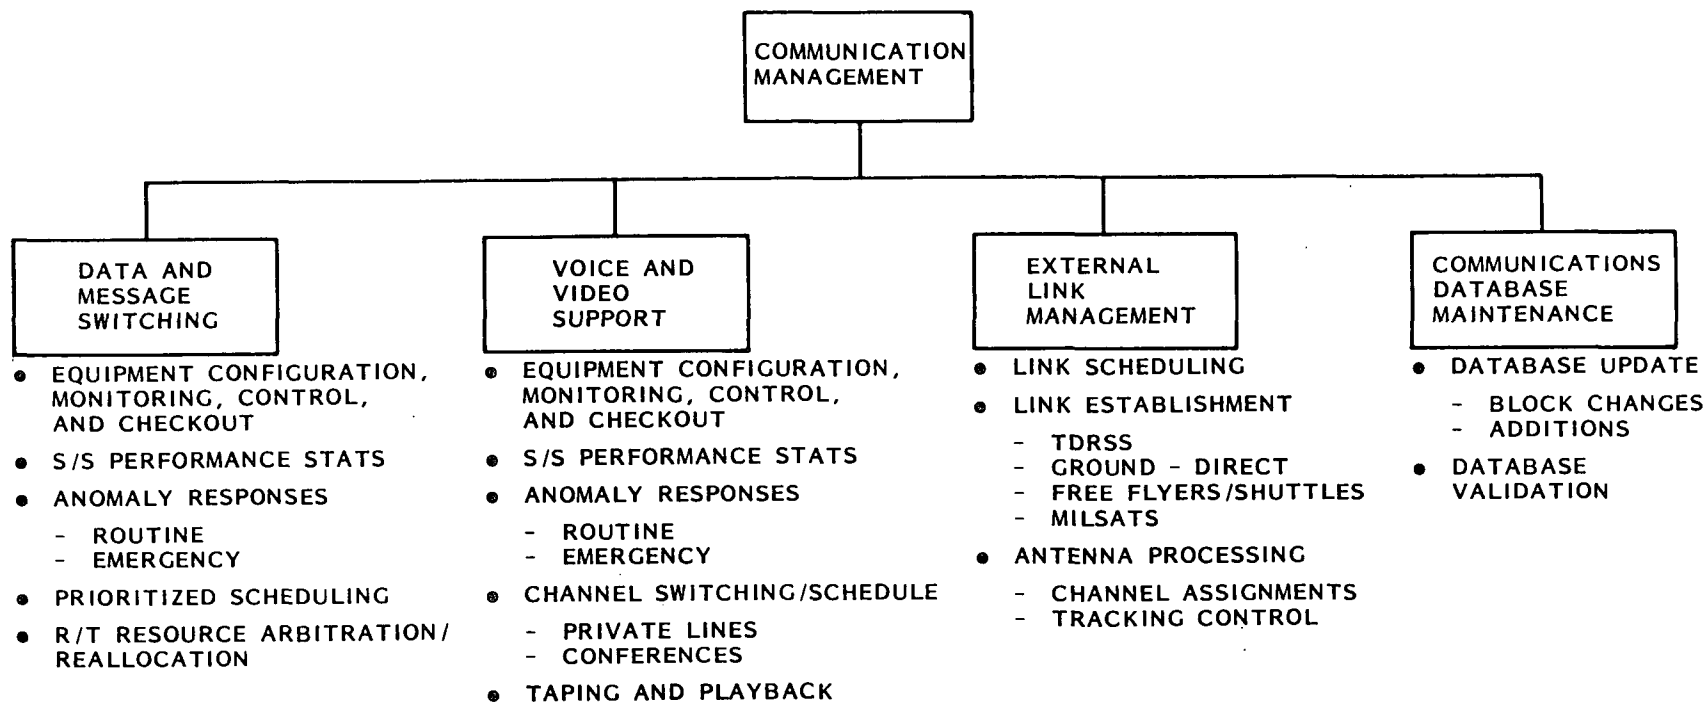 COMMUNICATION
MANAGEMENT
DATA AND
MESSAGE
SWITCHING
● EQUIPMENT CONFIGURATION,
MONITORING, CONTROL,
AND CHECKOUT
● S/S PERFORMANCE STATS
● ANOMALY RESPONSES
- ROUTINE
- EMERGENCY
● PRIORITIZED SCHEDULING
● R/T RESOURCE ARBITRATION/
REALLOCATION
VOICE AND
VIDEO
SUPPORT
● EQUIPMENT CONFIGURATION,
MONITORING, CONTROL,
AND CHECKOUT
● S/S PERFORMANCE STATS
● ANOMALY RESPONSES
- ROUTINE
- EMERGENCY
● CHANNEL SWITCHING/SCHEDULE
- PRIVATE LINES
- CONFERENCES
● TAPING AND PLAYBACK
EXTERNAL
LINK
MANAGEMENT
● LINK SCHEDULING
● LINK ESTABLISHMENT
- TDRSS
- GROUND - DIRECT
- FREE FLYERS/SHUTTLES
- MILSATS
● ANTENNA PROCESSING
- CHANNEL ASSIGNMENTS
- TRACKING CONTROL
COMMUNICATIONS
DATABASE
MAINTENANCE
● DATABASE UPDATE
- BLOCK CHANGES
- ADDITIONS
● DATABASE
VALIDATION